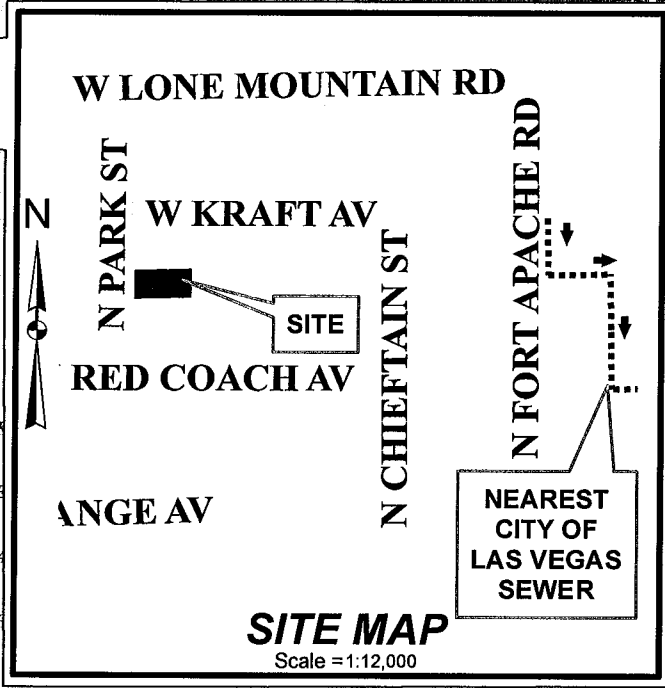 W LONE MOUNTAIN RD
N PARK ST
N
W KRAFT AV
N CHIEFTAIN ST
N FORT APACHE RD
SITE
RED COACH AV
ANGE AV
NEAREST
CITY OF
LAS VEGAS
SEWER
SITE MAP
Scale =1:12,000